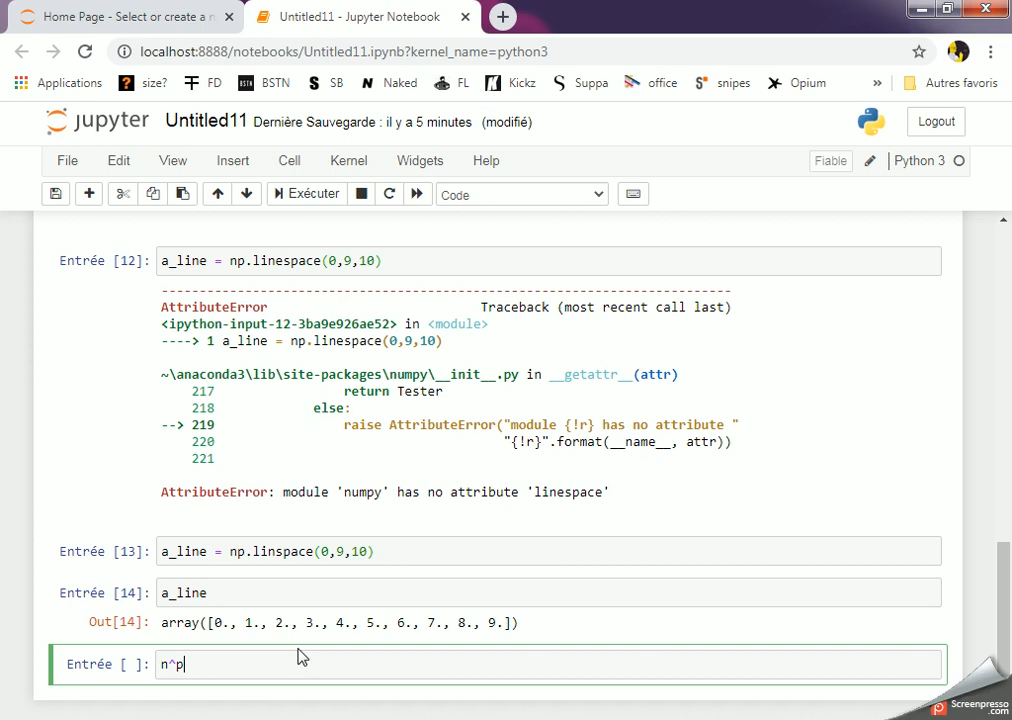 Home Page - Select or create a n
Untitled11 - Jupyter Notebook
localhost:8888/notebooks/Untitled11.ipynb?kernel_name=python3
Applications ? size? FD BSTN BSTN S SB N Naked FL K Kickz S Suppa office S snipes Opium » Autres favoris
jupyter Untitled11 Dernière Sauvegarde : il y a 5 minutes (modifié) Logout
File Edit View Insert Cell Kernel Widgets Help Fiable Python 3
Exécuter Code
Entrée [12]: a_line = np.linespace(0,9,10)
---------------------------------------------------------------------------
AttributeError Traceback (most recent call last)
<ipython-input-12-3ba9e926ae52> in <module>
----> 1 a_line = np.linespace(0,9,10)
~\anaconda3\lib\site-packages\numpy\__init__.py in __getattr__(attr)
217 return Tester
218 else:
--> 219 raise AttributeError("module {!r} has no attribute "
220 "{!r}".format(__name__, attr))
221
AttributeError: module 'numpy' has no attribute 'linespace'
Entrée [13]: a_line = np.linspace(0,9,10)
Entrée [14]: a_line
Out[14]: array([0., 1., 2., 3., 4., 5., 6., 7., 8., 9.])
Entrée [ ]: n^p
Screenpresso
.com